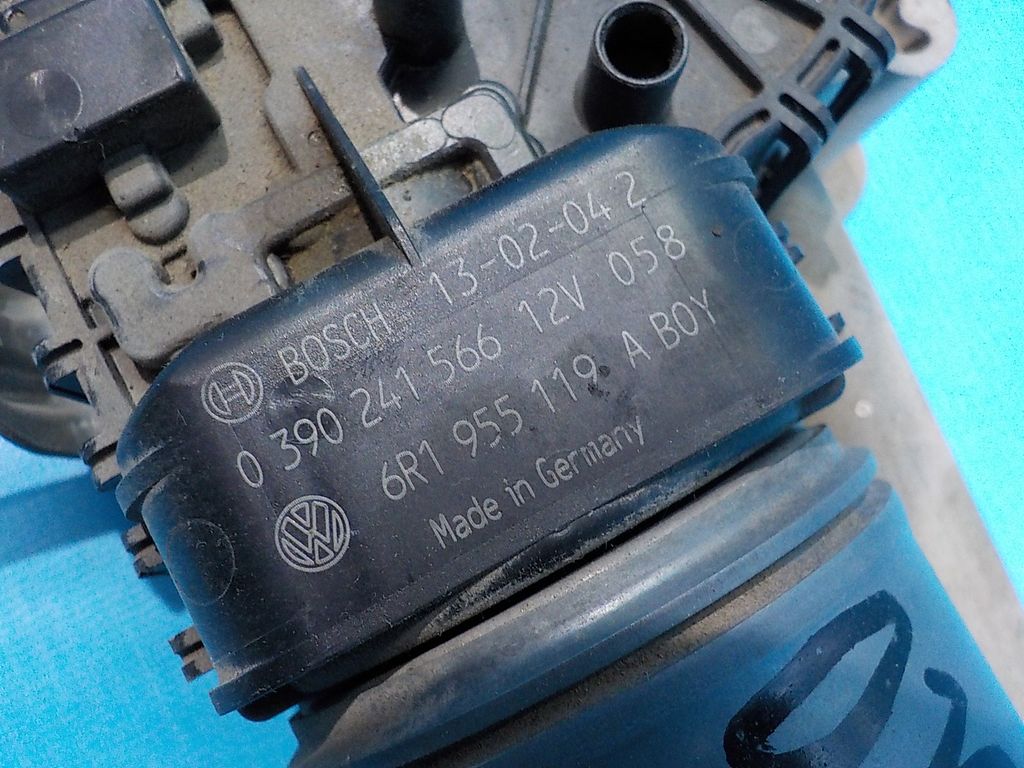 BOSCH 13-02-04 2
0 390 241 566 12V 058
6R1 955 119 A BOY
Made in Germany